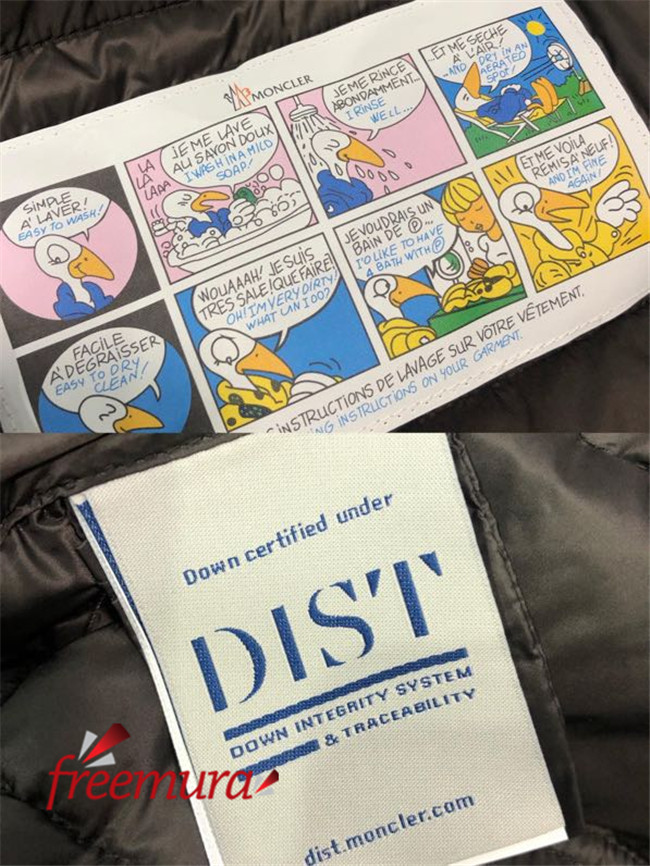 MONCLER
SIMPLE
A' LAVER!
EASY TO WASH!
LA
LA
LADA
JE ME LAVE
AU SAVON DOUX
I WASH IN A MILD
SOAP!
JE ME RINCE
ABONDAMMENT...
I RINSE
WELL...
...ET ME SECHE
A' L'AIR!
...AND DRY IN AN
AERATED
SPOT!
FACILE
A' DEGRAISSER
EASY TO DRY
CLEAN!
WOUAAAH! JE SUIS
TRES SALE! QUE FAIRE!
OH! I'M VERY DIRTY!
WHAT CAN I DO?
JE VOUDRAIS UN
BAIN DE Ⓟ
I'D LIKE TO HAVE
A BATH WITH Ⓟ
ET ME VOILA
REMIS A' NEUF!
AND I'M FINE
AGAIN!
INSTRUCTIONS DE LAVAGE SUR VÔTRE VÊTEMENT.
INSTRUCTIONS ON YOUR GARMENT.
Down certified under
DIST
DOWN INTEGRITY SYSTEM
& TRACEABILITY
freemura
dist.moncler.com